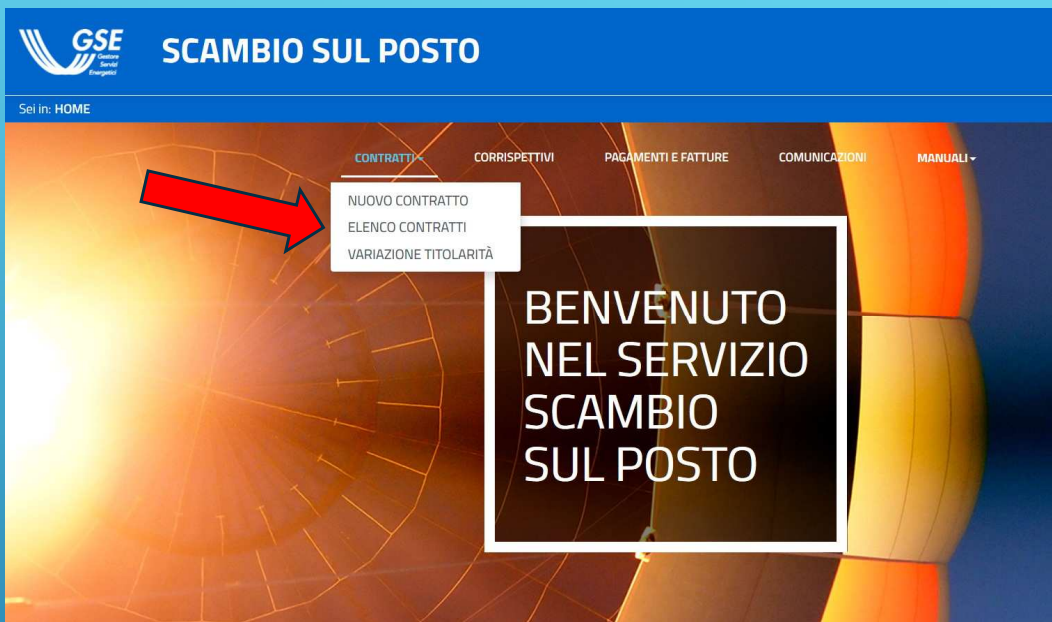 GSE
Gestore
Servizi
Energetici
SCAMBIO SUL POSTO
Sei in: HOME
CONTRATTI
CORRISPETTIVI
PAGAMENTI E FATTURE
COMUNICAZIONI
MANUALI
NUOVO CONTRATTO
ELENCO CONTRATTI
VARIAZIONE TITOLARITÀ
BENVENUTO
NEL SERVIZIO
SCAMBIO
SUL POSTO